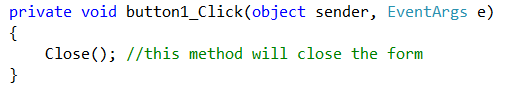 private void button1_Click(object sender, EventArgs e)
{
    Close(); //this method will close the form
}